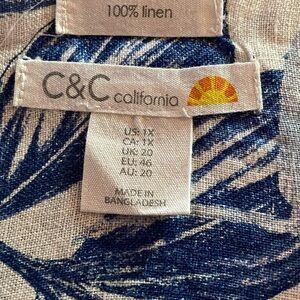 100% linen
C&C california
US: 1X
CA: 1X
UK: 20
EU: 46
AU: 20
MADE IN
BANGLADESH